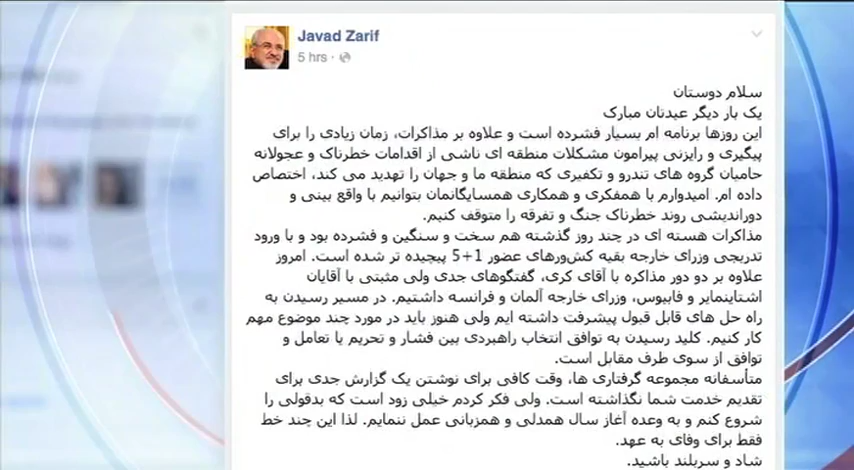 Javad Zarif
5 hrs ·
سلام دوستان
یک بار دیگر عیدتان مبارک
این روزها برنامه ام بسیار فشرده است و علاوه بر مذاکرات، زمان زیادی را برای
پیگیری و رایزنی پیرامون مشکلات منطقه ای ناشی از اقدامات خطرناک و عجولانه
حامیان گروه های تندرو و تکفیری که منطقه ما و جهان را تهدید می کند، اختصاص
داده ام. امیدوارم با همفکری و همکاری همسایگانمان بتوانیم با واقع بینی و
دوراندیشی روند خطرناک جنگ و تفرقه را متوقف کنیم.
مذاکرات هسته ای در چند روز گذشته هم سخت و سنگین و فشرده بود و با ورود
تدریجی وزرای خارجه بقیه کش‌ورهای عضور 1+5 پیچیده تر شده است. امروز
علاوه بر دو دور مذاکره با آقای کری، گفتگوهای جدی ولی مثبتی با آقایان
اشتاینمایر و فابیوس، وزرای خارجه آلمان و فرانسه داشتیم. در مسیر رسیدن به
راه حل های قابل قبول پیشرفت داشته ایم ولی هنوز باید در مورد چند موضوع مهم
کار کنیم. کلید رسیدن به توافق انتخاب راهبردی بین فشار و تحریم یا تعامل و
توافق از سوی طرف مقابل است.
متأسفانه مجموعه گرفتاری ها، وقت کافی برای نوشتن یک گزارش جدی برای
تقدیم خدمت شما نگذاشته است. ولی فکر کردم خیلی زود است که بدقولی را
شروع کنم و به وعده آغاز سال همدلی و همزبانی عمل ننمایم. لذا این چند خط
فقط برای وفای به عهد.
شاد و سربلند باشید.